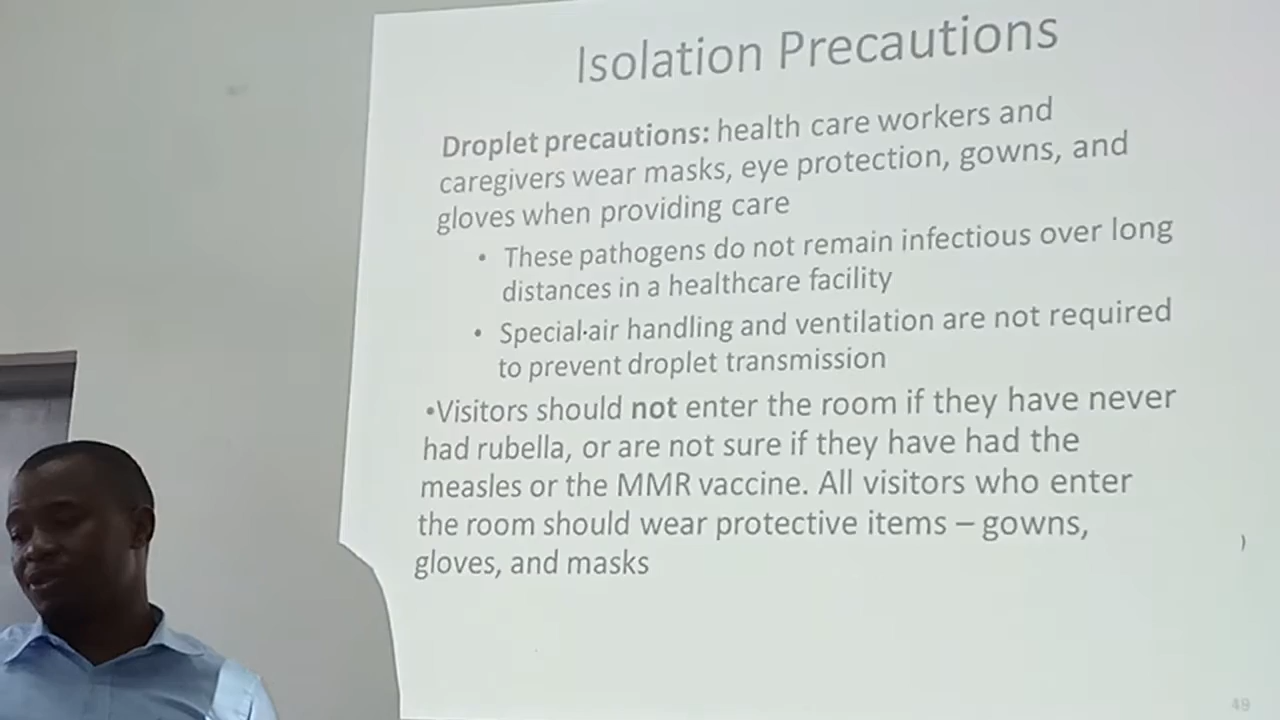 Isolation Precautions
Droplet precautions: health care workers and
caregivers wear masks, eye protection, gowns, and
gloves when providing care
• These pathogens do not remain infectious over long
distances in a healthcare facility
• Special air handling and ventilation are not required
to prevent droplet transmission
•Visitors should not enter the room if they have never
had rubella, or are not sure if they have had the
measles or the MMR vaccine. All visitors who enter
the room should wear protective items – gowns,
gloves, and masks
)
49